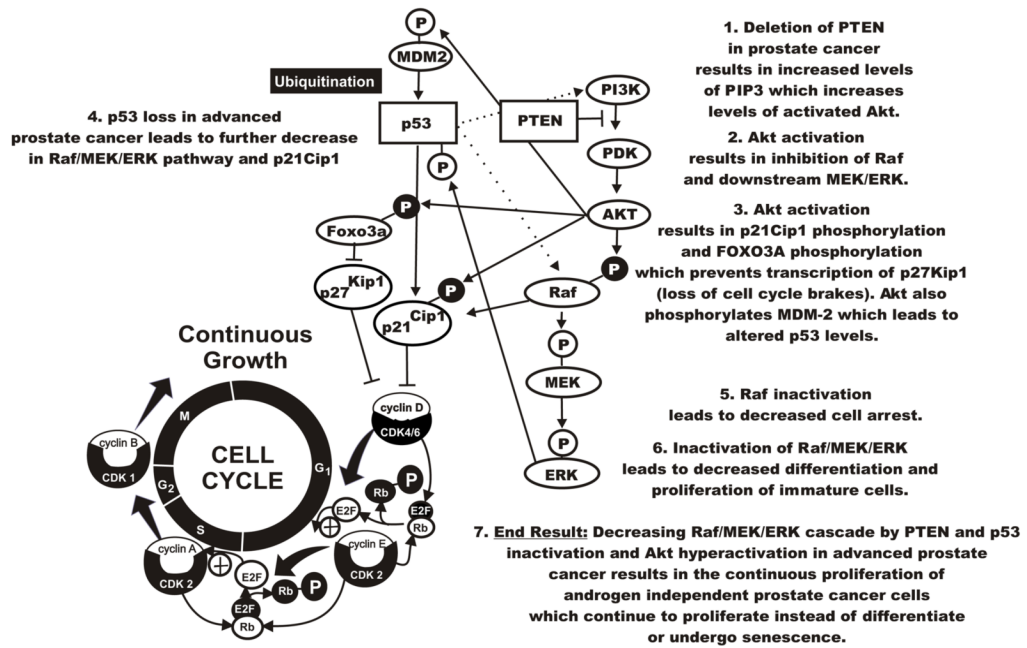 P
MDM2
Ubiquitination
p53
P
PTEN
PI3K
PDK
AKT
P
P
Foxo3a
p27Kip1
P
p21Cip1
Raf
P
MEK
P
ERK
1. Deletion of PTEN
in prostate cancer
results in increased levels
of PIP3 which increases
levels of activated Akt.
2. Akt activation
results in inhibition of Raf
and downstream MEK/ERK.
3. Akt activation
results in p21Cip1 phosphorylation
and FOXO3A phosphorylation
which prevents transcription of p27Kip1
(loss of cell cycle brakes). Akt also
phosphorylates MDM-2 which leads to
altered p53 levels.
4. p53 loss in advanced
prostate cancer leads to further decrease
in Raf/MEK/ERK pathway and p21Cip1
5. Raf inactivation
leads to decreased cell arrest.
6. Inactivation of Raf/MEK/ERK
leads to decreased differentiation and
proliferation of immature cells.
7. End Result: Decreasing Raf/MEK/ERK cascade by PTEN and p53
inactivation and Akt hyperactivation in advanced prostate
cancer results in the continuous proliferation of
androgen independent prostate cancer cells
which continue to proliferate instead of differentiate
or undergo senescence.
Continuous
Growth
CELL
CYCLE
M
G1
G2
S
cyclin B
CDK 1
cyclin D
CDK4/6
Rb
P
E2F
E2F
Rb
cyclin A
CDK 2
cyclin E
CDK 2
E2F
Rb
P
E2F
Rb